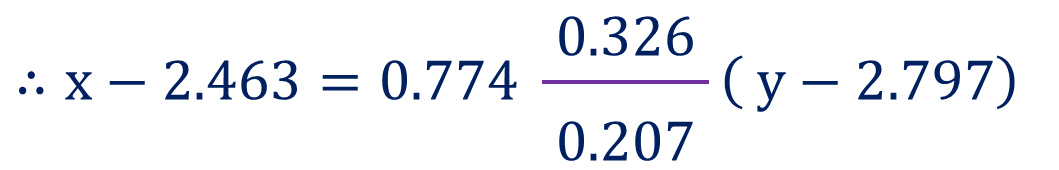 ∴ x − 2.463 = 0.774 0.326/0.207 ( y − 2.797)